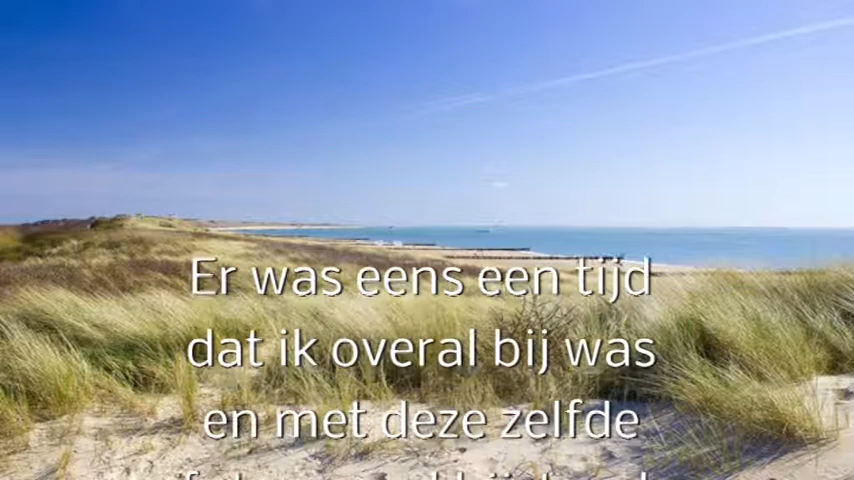 Er was eens een tijd
dat ik overal bij was
en met deze zelfde